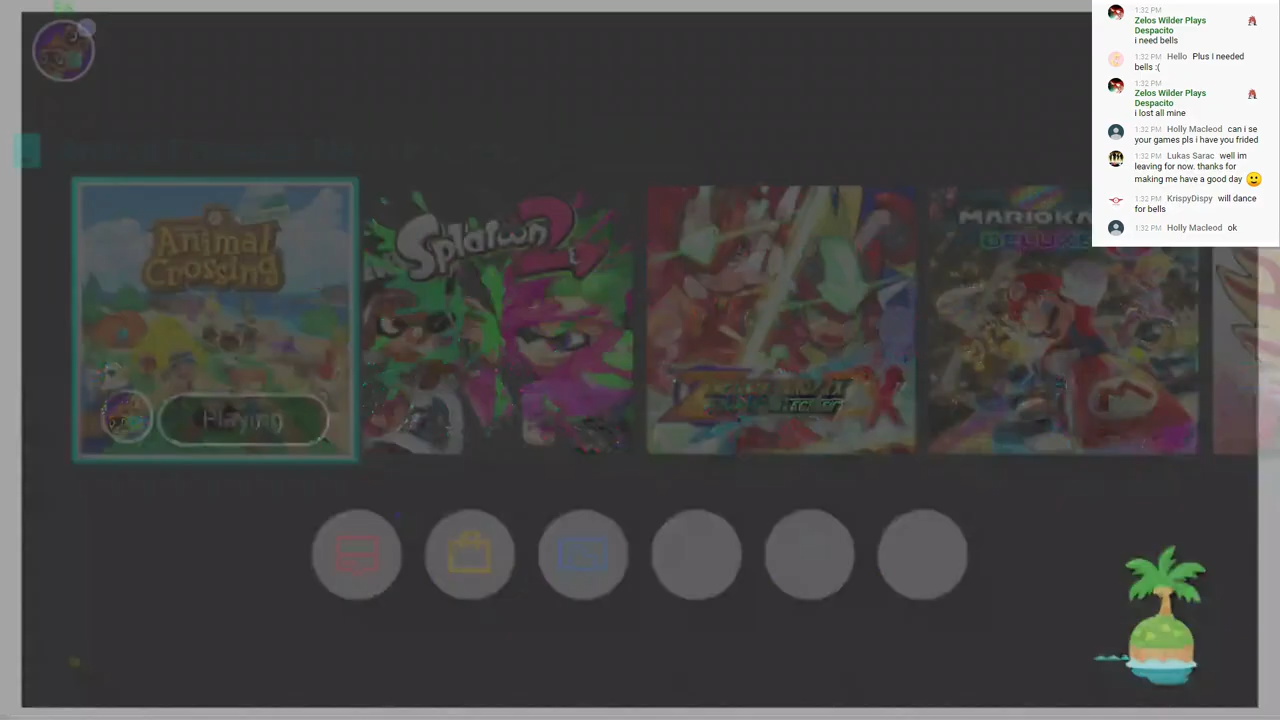 1:32 PM
Zelos Wilder Plays
Despacito
i need bells
1:32 PM Hello Plus I needed
bells :(
1:32 PM
Zelos Wilder Plays
Despacito
i lost all mine
1:32 PM Holly Macleod can i se
your games pls i have you frided
1:32 PM Lukas Sarac well im
leaving for now. thanks for
making me have a good day
1:32 PM KrispyDispy will dance
for bells
1:32 PM Holly Macleod ok
Animal
Crossing
Playing
Splatoon 2
MARIO KA
DELUXE